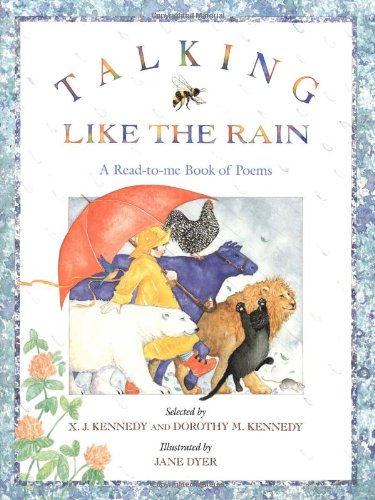 TALKING
LIKE THE RAIN
A Read-to-me Book of Poems
Selected by
X. J. KENNEDY AND DOROTHY M. KENNEDY
Illustrated by
JANE DYER